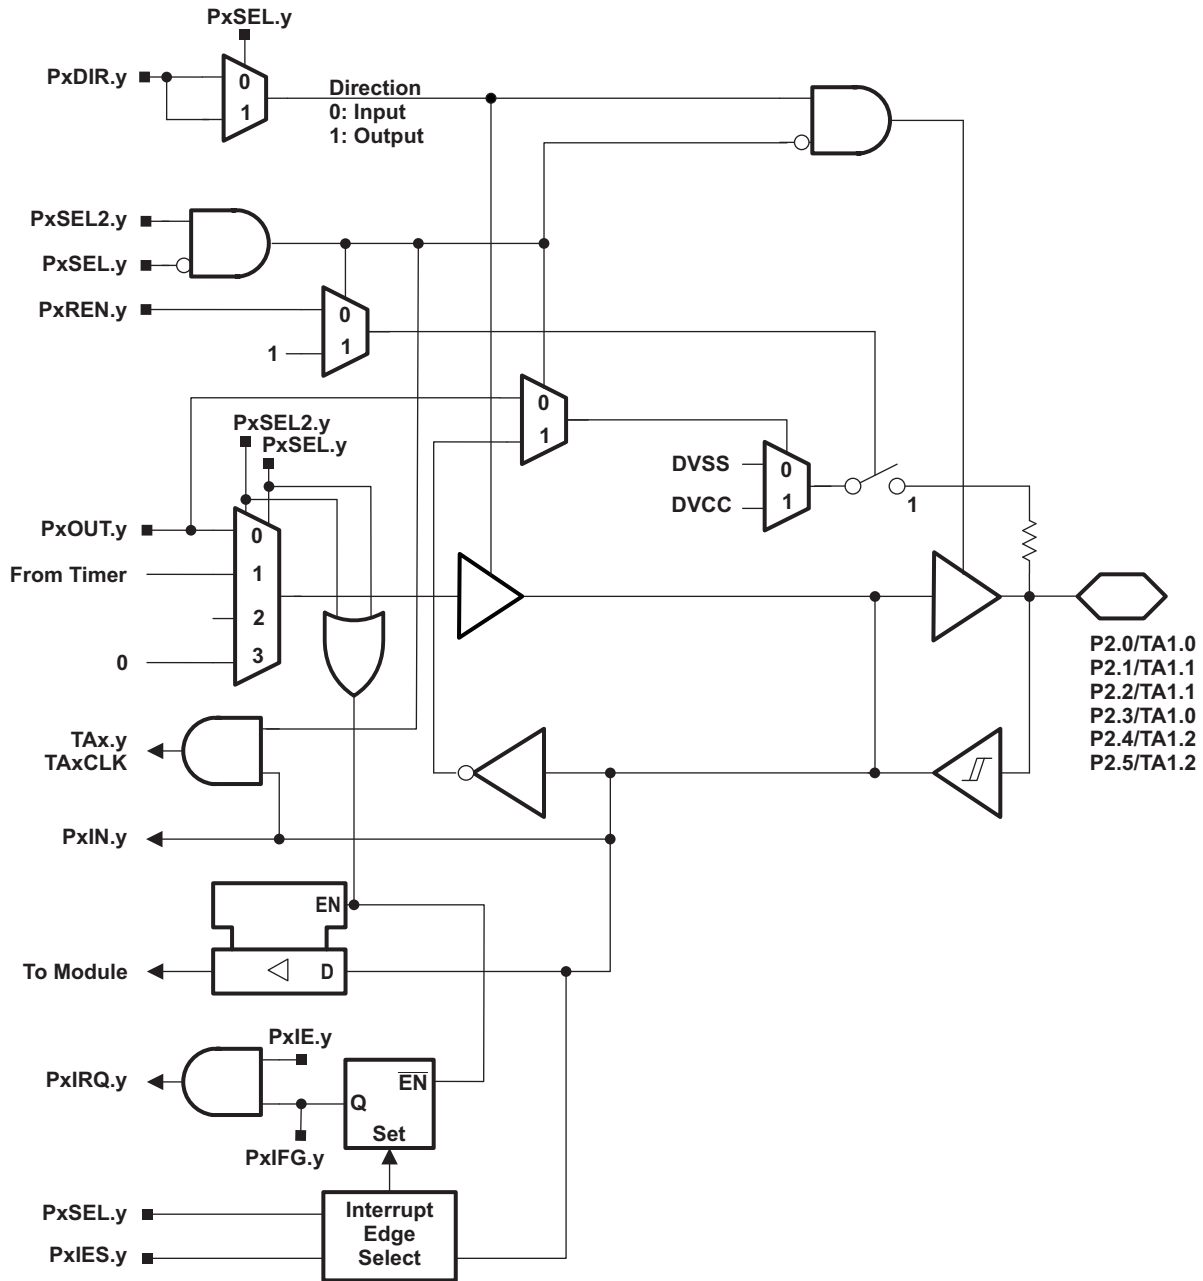 PxSEL.y
PxDIR.y
0
1
Direction
0: Input
1: Output
PxSEL2.y
PxSEL.y
PxREN.y
0
1
1
0
1
PxSEL2.y
PxSEL.y
DVSS
DVCC
0
1
1
PxOUT.y
From Timer
0
0
1
2
3
P2.0/TA1.0
P2.1/TA1.1
P2.2/TA1.1
P2.3/TA1.0
P2.4/TA1.2
P2.5/TA1.2
TAx.y
TAxCLK
PxIN.y
EN
D
To Module
PxIE.y
PxIRQ.y
EN
Q
Set
PxIFG.y
PxSEL.y
PxIES.y
Interrupt
Edge
Select